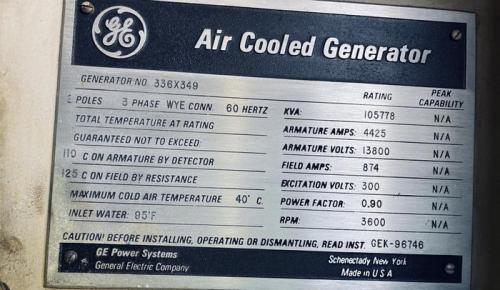 GE
Air Cooled Generator
GENERATOR NO. 336X349
2 POLES 3 PHASE WYE CONN. 60 HERTZ
TOTAL TEMPERATURE AT RATING
GUARANTEED NOT TO EXCEED:
110 C ON ARMATURE BY DETECTOR
125 C ON FIELD BY RESISTANCE
MAXIMUM COLD AIR TEMPERATURE 40° C.
INLET WATER: 95°F
RATING PEAK CAPABILITY
KVA: 105778 N/A
ARMATURE AMPS: 4425 N/A
ARMATURE VOLTS: 13800 N/A
FIELD AMPS: 874 N/A
EXCITATION VOLTS: 300 N/A
POWER FACTOR: 0.90 N/A
RPM: 3600 N/A
CAUTION! BEFORE INSTALLING, OPERATING OR DISMANTLING, READ INST. GEK-96746
GE Power Systems
General Electric Company
Schenectady New York
Made in U S A